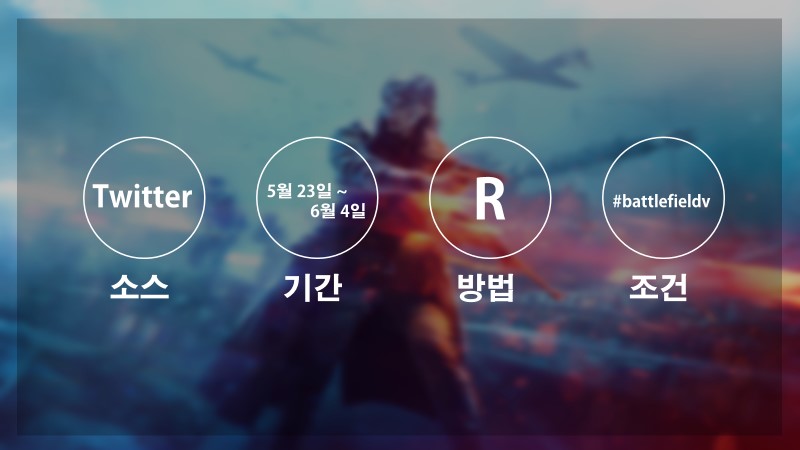 Twitter
5월 23일 ~
6월 4일
R
#battlefieldv
소스
기간
방법
조건